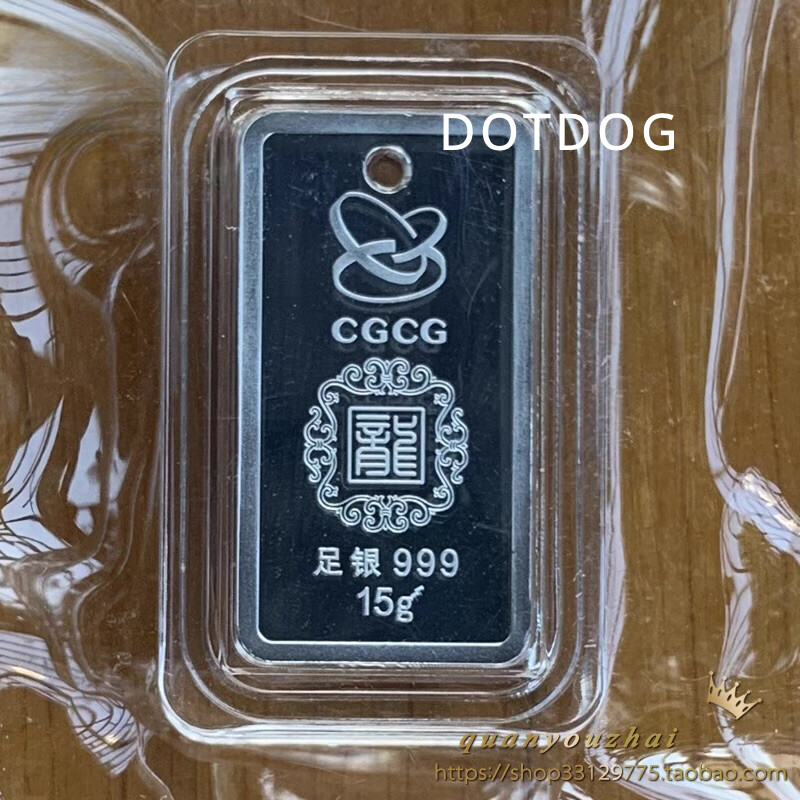 DOTDOG
CGCG
龍
足银 999
15g
quanyouzhai
https://shop33129775.taobao.com